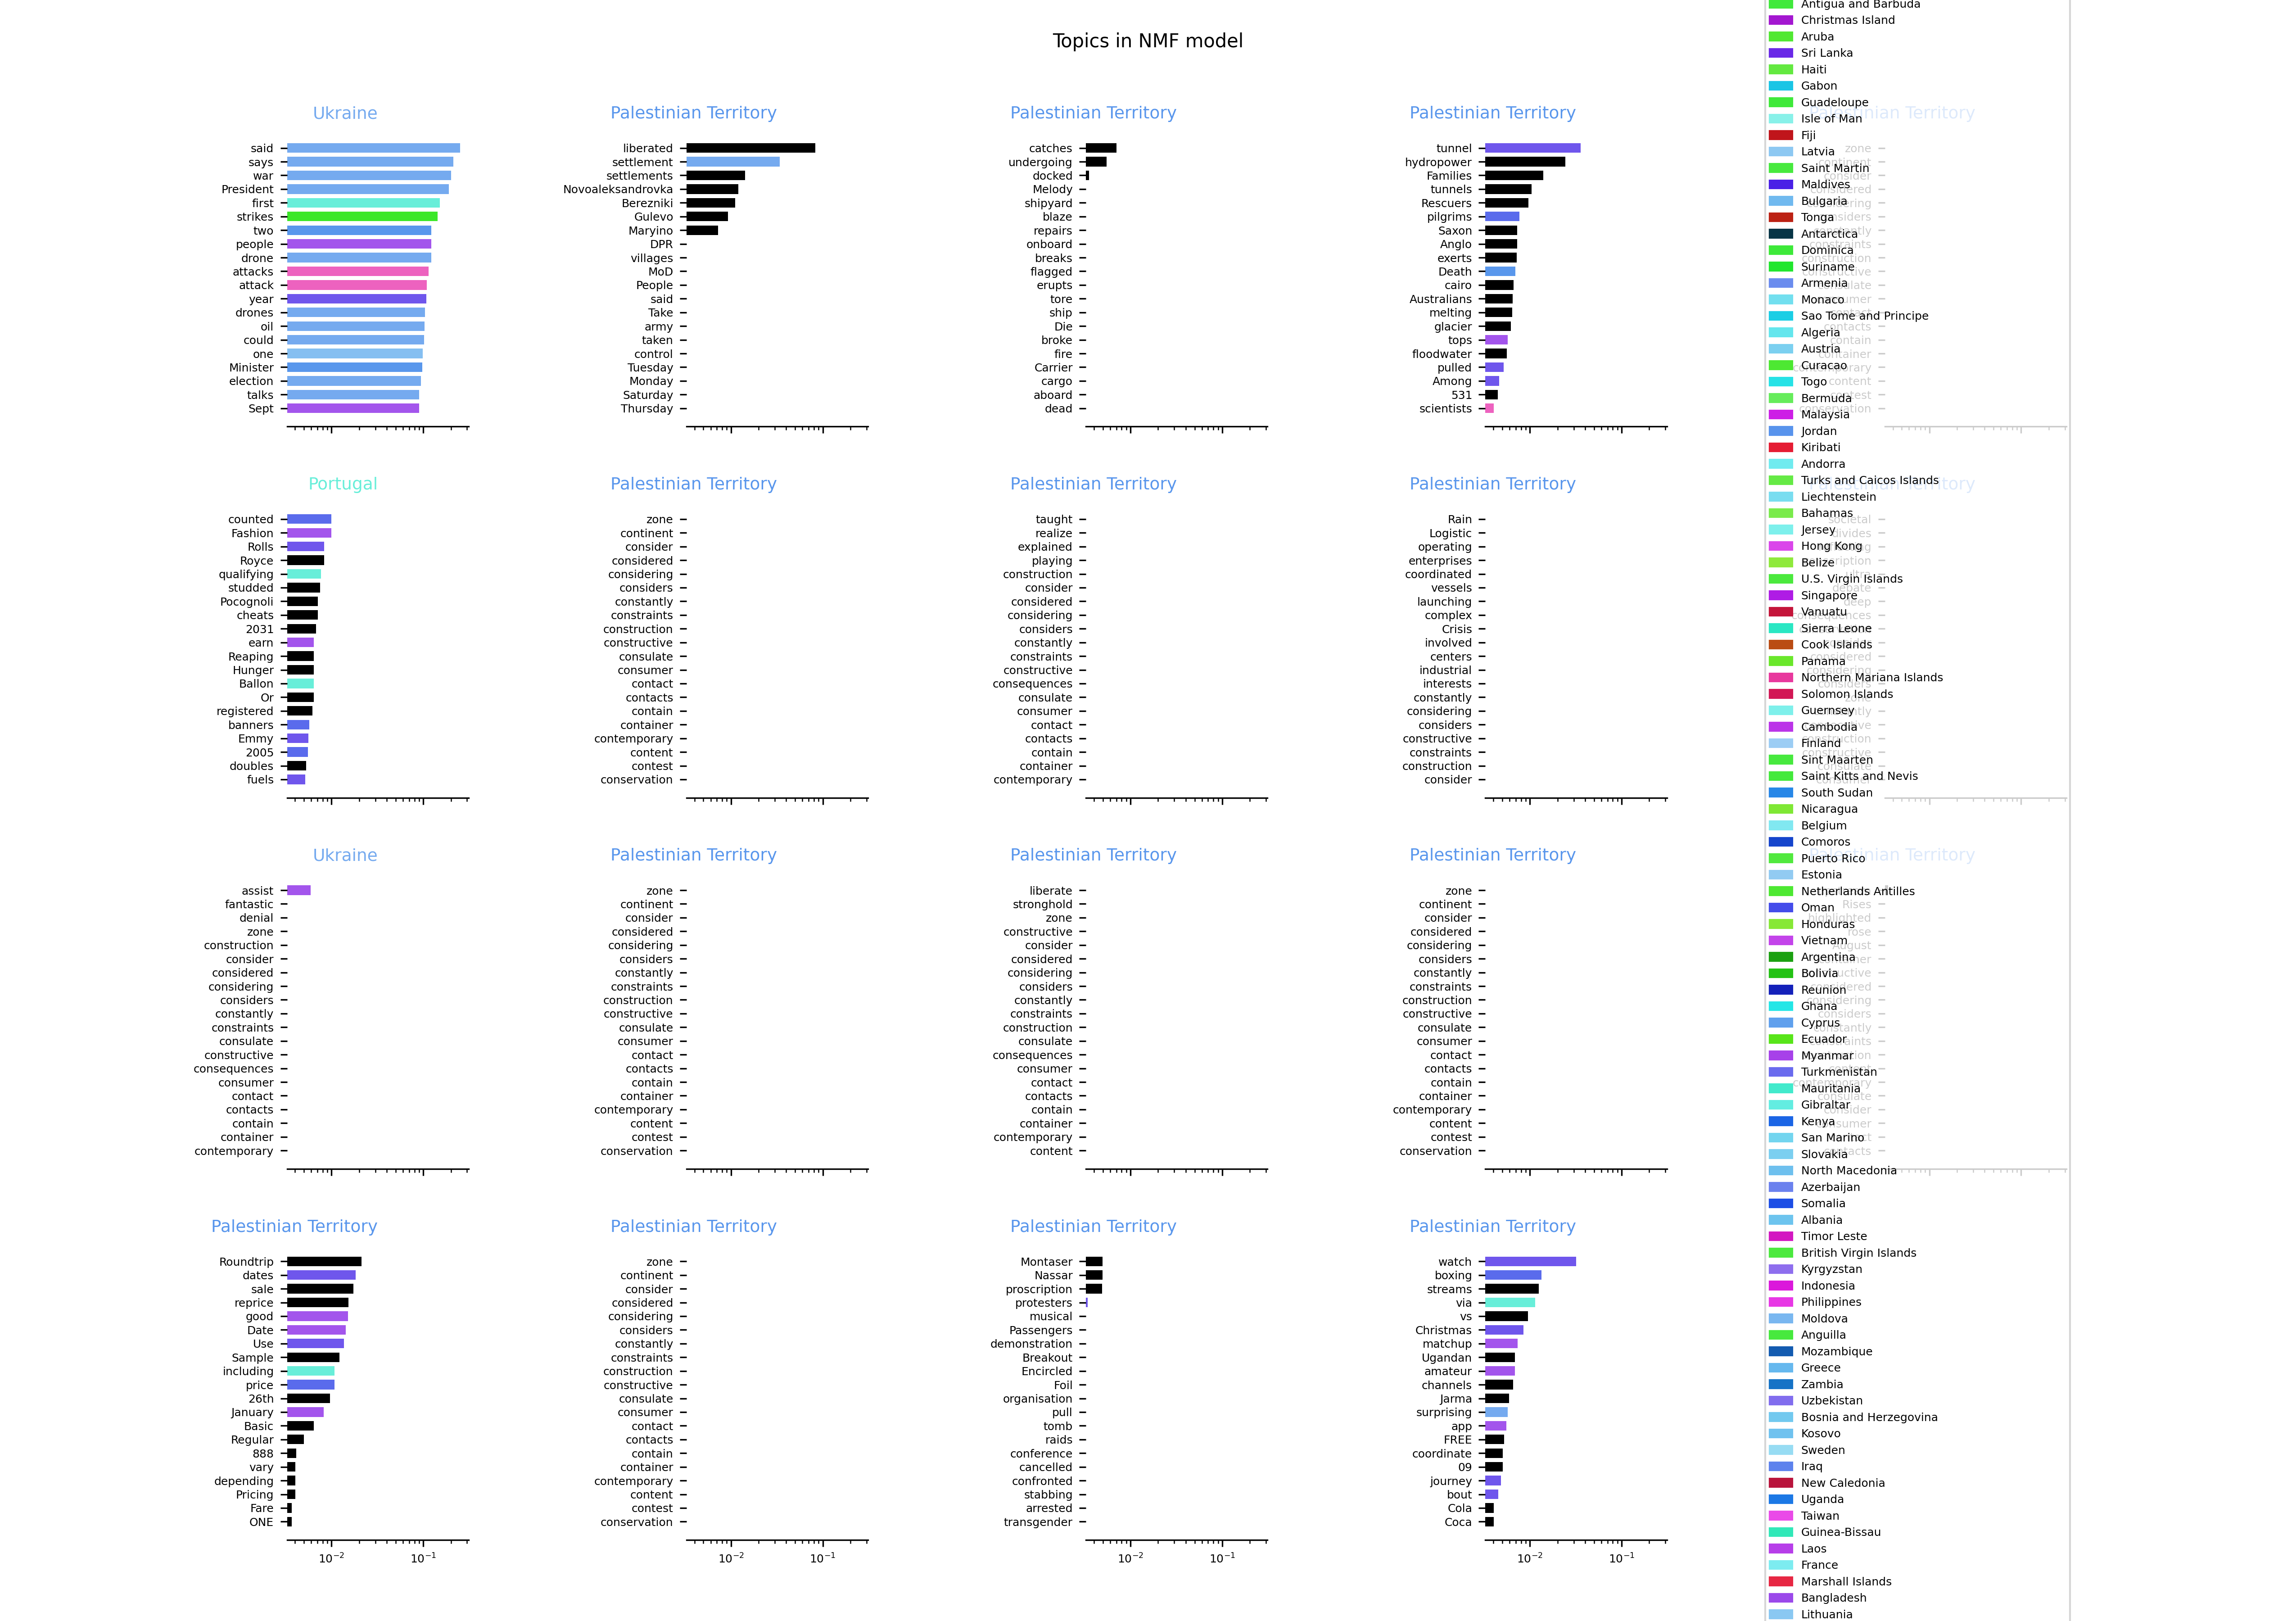 Topics in NMF model
Ukraine
said
says
war
President
first
strikes
two
people
drone
attacks
attack
year
drones
oil
could
one
Minister
election
talks
Sept
Palestinian Territory
liberated
settlement
settlements
Novoaleksandrovka
Berezniki
Gulevo
Maryino
DPR
villages
MoD
People
said
Take
army
taken
control
Tuesday
Monday
Saturday
Thursday
Palestinian Territory
catches
undergoing
docked
Melody
shipyard
blaze
repairs
onboard
breaks
flagged
erupts
tore
ship
Die
broke
fire
Carrier
cargo
aboard
dead
Palestinian Territory
tunnel
hydropower
Families
tunnels
Rescuers
pilgrims
Saxon
Anglo
exerts
Death
cairo
Australians
melting
glacier
tops
floodwater
pulled
Among
531
scientists
Portugal
counted
Fashion
Rolls
Royce
qualifying
studded
Pocognoli
cheats
2031
earn
Reaping
Hunger
Ballon
Or
registered
banners
Emmy
2005
doubles
fuels
Palestinian Territory
zone
continent
consider
considered
considering
considers
constantly
constraints
construction
constructive
consulate
consumer
contact
contacts
contain
container
contemporary
content
contest
conservation
Palestinian Territory
taught
realize
explained
playing
construction
consider
considered
considering
considers
constantly
constraints
constructive
consequences
consulate
consumer
contact
contacts
contain
container
contemporary
Palestinian Territory
Rain
Logistic
operating
enterprises
coordinated
vessels
launching
complex
Crisis
involved
centers
industrial
interests
constantly
considering
considers
constructive
constraints
construction
consider
Ukraine
assist
fantastic
denial
zone
construction
consider
considered
considering
considers
constantly
constraints
consulate
constructive
consequences
consumer
contact
contacts
contain
container
contemporary
Palestinian Territory
zone
continent
consider
considered
considering
considers
constantly
constraints
construction
constructive
consulate
consumer
contact
contacts
contain
container
contemporary
content
contest
conservation
Palestinian Territory
liberate
stronghold
zone
constructive
consider
considered
considering
considers
constantly
constraints
construction
consulate
consequences
consumer
contact
contacts
contain
container
contemporary
content
Palestinian Territory
zone
continent
consider
considered
considering
considers
constantly
constraints
construction
constructive
consulate
consumer
contact
contacts
contain
container
contemporary
content
contest
conservation
Palestinian Territory
Roundtrip
dates
sale
reprice
good
Date
Use
Sample
including
price
26th
January
Basic
Regular
888
vary
depending
Pricing
Fare
ONE
10⁻² 10⁻¹
Palestinian Territory
zone
continent
consider
considered
considering
considers
constantly
constraints
construction
constructive
consulate
consumer
contact
contacts
contain
container
contemporary
content
contest
conservation
10⁻² 10⁻¹
Palestinian Territory
Montaser
Nassar
proscription
protesters
musical
Passengers
demonstration
Breakout
Encircled
Foil
organisation
pull
tomb
raids
conference
cancelled
confronted
stabbing
arrested
transgender
10⁻² 10⁻¹
Palestinian Territory
watch
boxing
streams
via
vs
Christmas
matchup
Ugandan
amateur
channels
Jarma
surprising
app
FREE
coordinate
09
journey
bout
Cola
Coca
10⁻² 10⁻¹
Antigua and Barbuda
Christmas Island
Aruba
Sri Lanka
Haiti
Gabon
Guadeloupe
Isle of Man
Fiji
Latvia
Saint Martin
Maldives
Bulgaria
Tonga
Antarctica
Dominica
Suriname
Armenia
Monaco
Sao Tome and Principe
Algeria
Austria
Curacao
Togo
Bermuda
Malaysia
Jordan
Kiribati
Andorra
Turks and Caicos Islands
Liechtenstein
Bahamas
Jersey
Hong Kong
Belize
U.S. Virgin Islands
Singapore
Vanuatu
Sierra Leone
Cook Islands
Panama
Northern Mariana Islands
Solomon Islands
Guernsey
Cambodia
Finland
Sint Maarten
Saint Kitts and Nevis
South Sudan
Nicaragua
Belgium
Comoros
Puerto Rico
Estonia
Netherlands Antilles
Oman
Honduras
Vietnam
Argentina
Bolivia
Reunion
Ghana
Cyprus
Ecuador
Myanmar
Turkmenistan
Mauritania
Gibraltar
Kenya
San Marino
Slovakia
North Macedonia
Azerbaijan
Somalia
Albania
Timor Leste
British Virgin Islands
Kyrgyzstan
Indonesia
Philippines
Moldova
Anguilla
Mozambique
Greece
Zambia
Uzbekistan
Bosnia and Herzegovina
Kosovo
Sweden
Iraq
New Caledonia
Uganda
Taiwan
Guinea-Bissau
Laos
France
Marshall Islands
Bangladesh
Lithuania